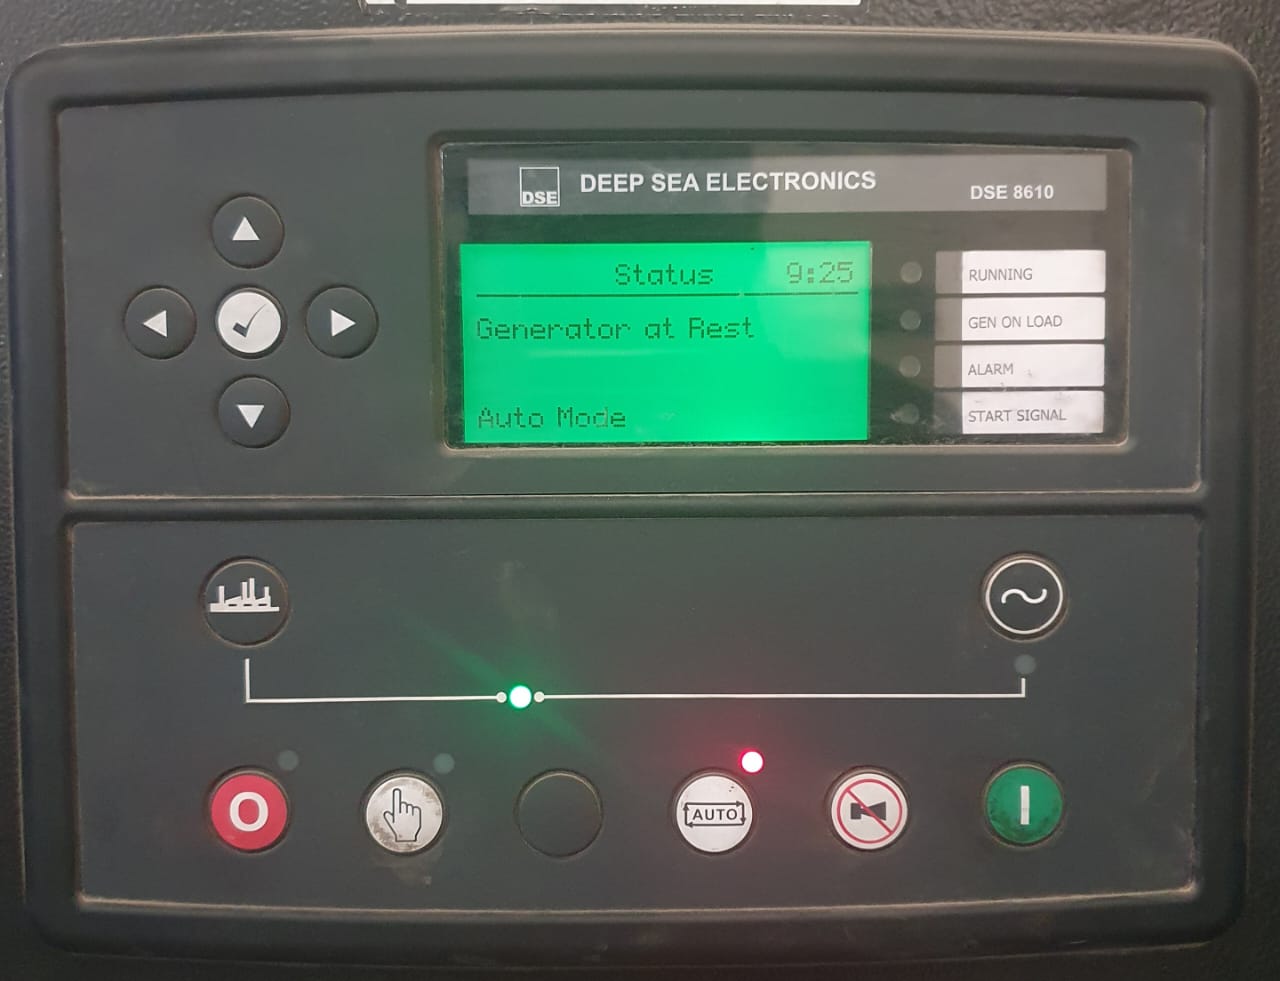 DSE
DEEP SEA ELECTRONICS
DSE 8610
Status 9:25
Generator at Rest
Auto Mode
RUNNING
GEN ON LOAD
ALARM
START SIGNAL
O
AUTO
I